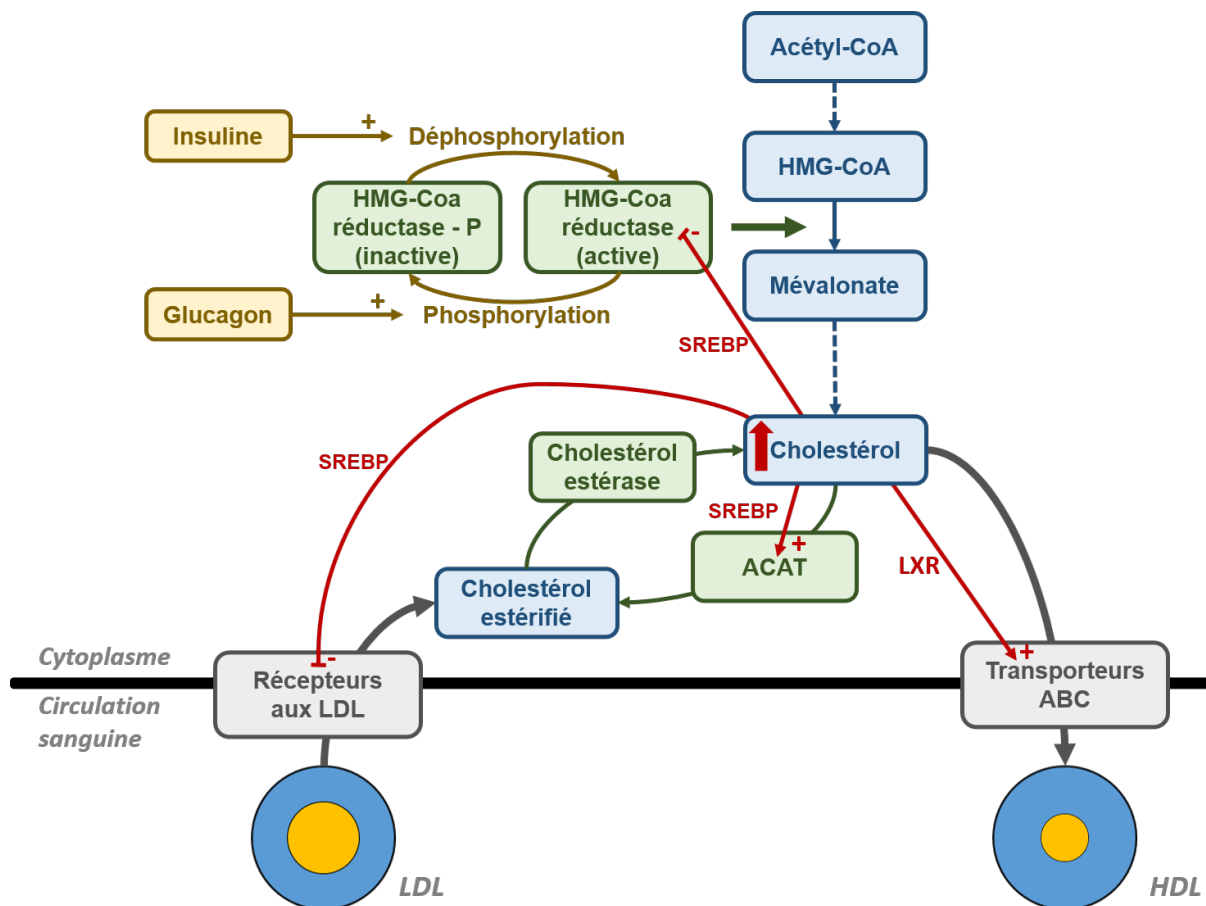 Acétyl-CoA
Insuline
+
Déphosphorylation
HMG-CoA
HMG-Coa
réductase - P
(inactive)
HMG-Coa
réductase
(active)
-
Mévalonate
Glucagon
+
Phosphorylation
SREBP
SREBP
Cholestérol
estérase
Cholestérol
SREBP
+
ACAT
LXR
Cholestérol
estérifié
Cytoplasme
Circulation
sanguine
-
Récepteurs
aux LDL
+
Transporteurs
ABC
LDL
HDL